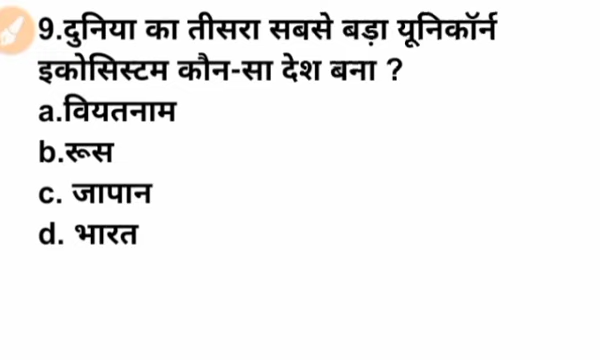 9.दुनिया का तीसरा सबसे बड़ा यूनिकॉर्न
इकोसिस्टम कौन-सा देश बना ?
a.वियतनाम
b.रूस
c. जापान
d. भारत